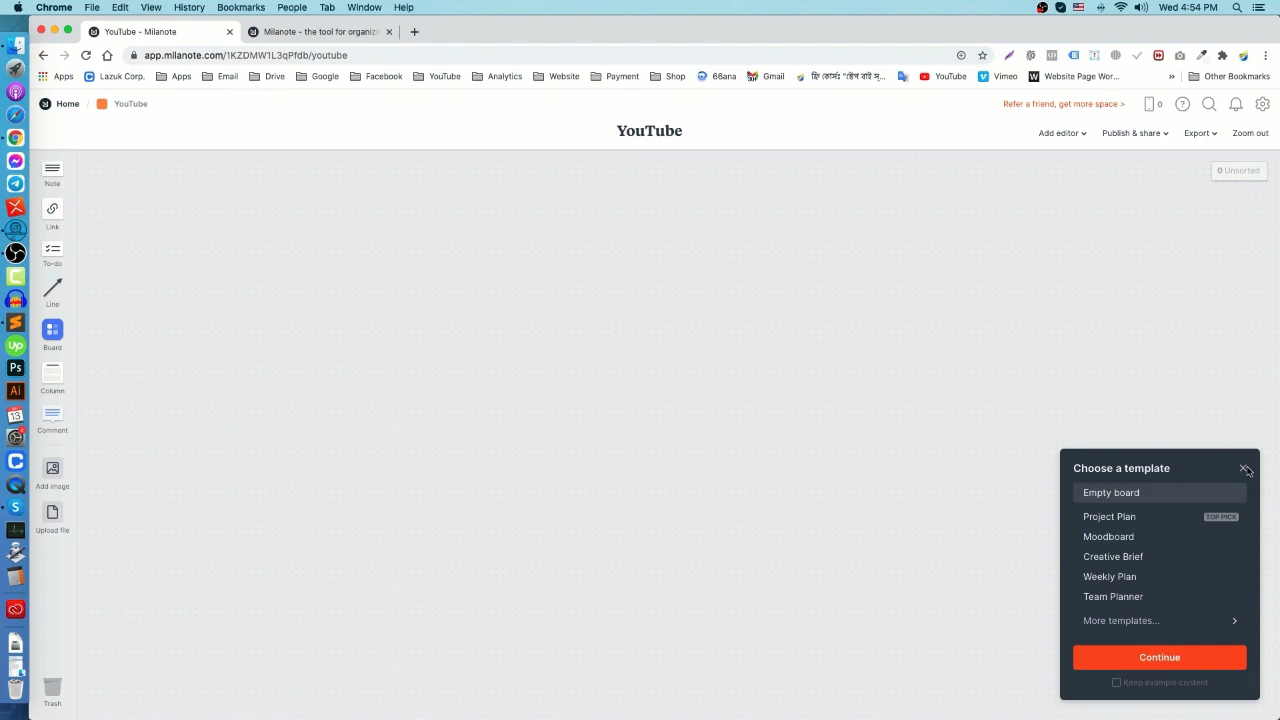 Chrome File Edit View History Bookmarks People Tab Window Help Wed 4:54 PM
YouTube - Milanote
Milanote - the tool for organiz
app.milanote.com/1KZDMW1L3qPfdb/youtube
Apps Lazuk Corp. Apps Email Drive Google Facebook YouTube Analytics Website Payment Shop 66ana Gmail YouTube Vimeo Website Page Wor... » Other Bookmarks
Home / YouTube
Refer a friend, get more space >
0
YouTube
Add editor Publish & share Export Zoom out
0 Unsorted
Note
Link
To-do
Line
Board
Column
Comment
Add image
Upload file
Trash
Choose a template
Empty board
Project Plan TOP PICK
Moodboard
Creative Brief
Weekly Plan
Team Planner
More templates...
Continue
Keep example content
Up
Ps
Ai
13